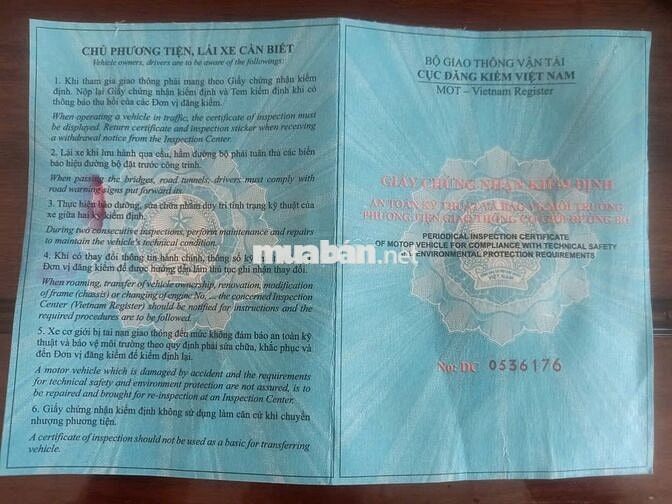 CHỦ PHƯƠNG TIỆN, LÁI XE CẦN BIẾT
Vehicle owners, drivers are to be aware of the followings:
1. Khi tham gia giao thông phải mang theo Giấy chứng nhận kiểm
định. Nộp lại Giấy chứng nhận kiểm định và Tem kiểm định khi có
thông báo thu hồi của các Đơn vị đăng kiểm.
When operating a vehicle in traffic, the certificate of inspection must
be displayed. Return certificate and inspection sticker when receiving
a withdrawal notice from the Inspection Center.
2. Lái xe khi lưu hành qua cầu, hầm đường bộ phải tuân thủ các biển
báo hiệu đường bộ đặt trước công trình.
When passing the bridges, road tunnels, drivers must comply with
road warning signs put forward its.
3. Thực hiện bảo dưỡng, sửa chữa nhằm duy trì tình trạng kỹ thuật của
xe giữa hai kỳ kiểm định.
During two consecutive inspections, perform maintenance and repairs
to maintain the vehicle's technical condition.
4. Khi có thay đổi thông tin hành chính, thông số kỹ
Đơn vị đăng kiểm để được hướng dẫn làm thủ tục ghi nhận thay đổi.
When roaming, transfer of vehicle ownership, renovation, modification
of frame (chassis) or changing of engine No, ... the concerned Inspection
Center (Vietnam Register) should be notified for instructions and the
required procedures are to be followed.
5. Xe cơ giới bị tai nạn giao thông đến mức không đảm bảo an toàn kỹ
thuật và bảo vệ môi trường theo quy định phải sửa chữa, khắc phục và
đến Đơn vị đăng kiểm để kiểm định lại.
A motor vehicle which is damaged by accident and the requirements
for technical safety and environment protection are not assured, is to
be repaired and brought for re-inspection at an Inspection Center.
6. Giấy chứng nhận kiểm định không sử dụng làm căn cứ khi chuyển
nhượng phương tiện.
A certificate of inspection should not be used as a basic for transferring
vehicle.
BỘ GIAO THÔNG VẬN TẢI
CỤC ĐĂNG KIỂM VIỆT NAM
MOT – Vietnam Register
GIẤY CHỨNG NHẬN KIỂM ĐỊNH
AN TOÀN KỸ THUẬT VÀ BẢO VỆ MÔI TRƯỜNG
PHƯƠNG TIỆN GIAO THÔNG CƠ GIỚI ĐƯỜNG BỘ
PERIODICAL INSPECTION CERTIFICATE
OF MOTOR VEHICLE FOR COMPLIANCE WITH TECHNICAL SAFETY
ENVIRONMENTAL PROTECTION REQUIREMENTS
No: DC 0536176
muaban.net